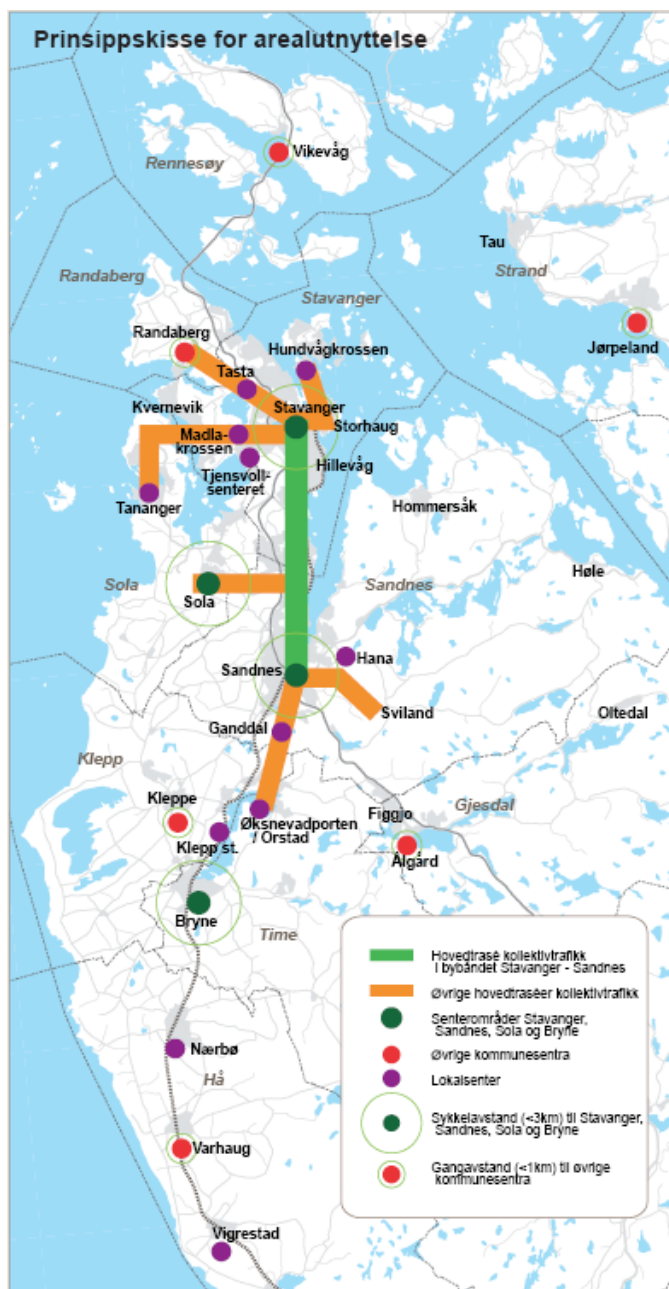 Prinsippskisse for arealutnyttelse
Vikevåg
Rennesøy
Tau
Strand
Randaberg
Stavanger
Jørpeland
Randaberg
Hundvågkrossen
Tasta
Kvernevik
Stavanger
Storhaug
Madla-
krossen
Hillevåg
Tjensvoll-
senteret
Tananger
Hommersåk
Sola
Sandnes
Høle
Sola
Sandnes
Hana
Sviland
Oltedal
Ganddal
Klepp
Kleppe
Figgjo
Gjesdal
Øksnevadporten
/ Orstad
Klepp st.
Ålgård
Bryne
Time
Nærbø
Hå
Varhaug
Vigrestad
Hovedtrasé kollektivtrafikk
i bybåndet Stavanger - Sandnes
Øvrige hovedtraséer kollektivtrafikk
Senterområder Stavanger,
Sandnes, Sola og Bryne
Øvrige kommunesentra
Lokalsenter
Sykkelavstand (<3km) til Stavanger,
Sandnes, Sola og Bryne
Gangavstand (<1km) til øvrige
kommunesentra